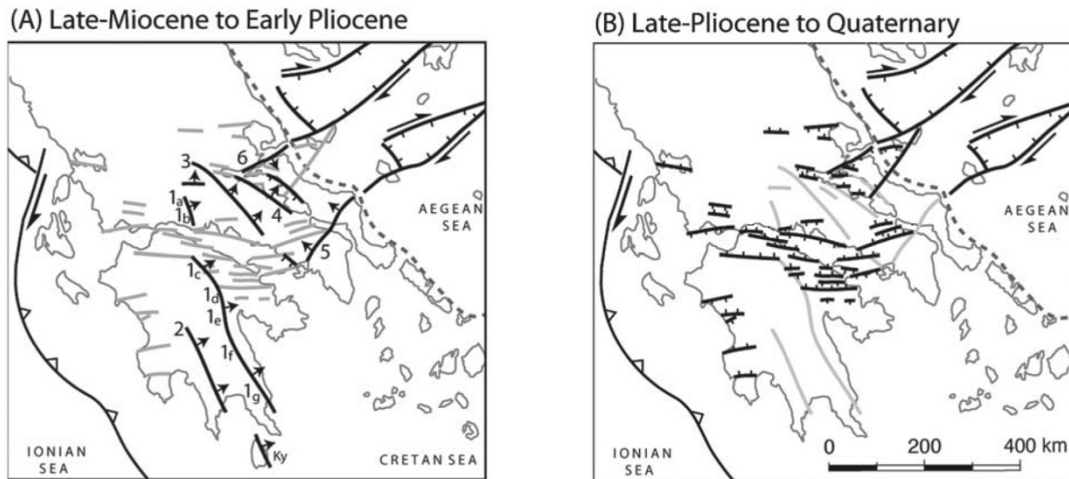 (A) Late-Miocene to Early Pliocene
3
6
1a
1b
4
AEGEAN
SEA
5
1c
1d
1e
2
1f
1g
IONIAN
SEA
Ky
CRETAN SEA
(B) Late-Pliocene to Quaternary
AEGEAN
SEA
IONIAN
SEA
0 200 400 km